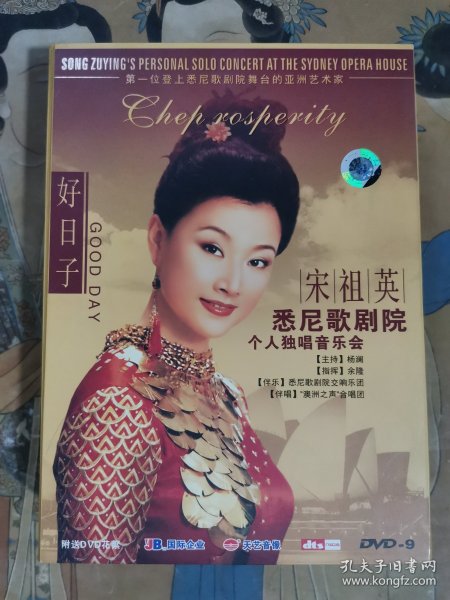 SONG ZUYING'S PERSONAL SOLO CONCERT AT THE SYDNEY OPERA HOUSE
第一位登上悉尼歌剧院舞台的亚洲艺术家
Chep rosperity
好日子
GOOD DAY
宋祖英
悉尼歌剧院
个人独唱音乐会
【主持】杨澜
【指挥】余隆
【伴乐】悉尼歌剧院交响乐团
【伴唱】"澳洲之声"合唱团
附送DVD花絮
JB 国际企业
天艺音像
dts
DVD-9
孔夫子旧书网
www.kongfz.com